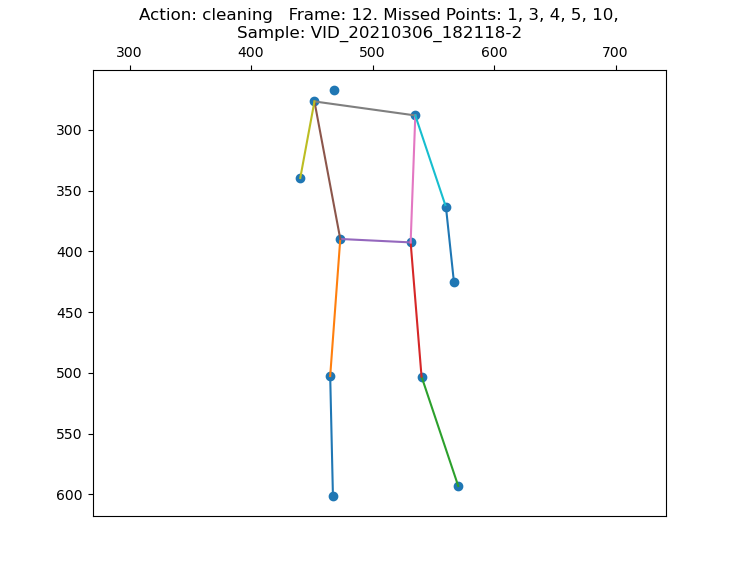 Action: cleaning   Frame: 12. Missed Points: 1, 3, 4, 5, 10,
Sample: VID_20210306_182118-2
300 400 500 600 700
300
350
400
450
500
550
600